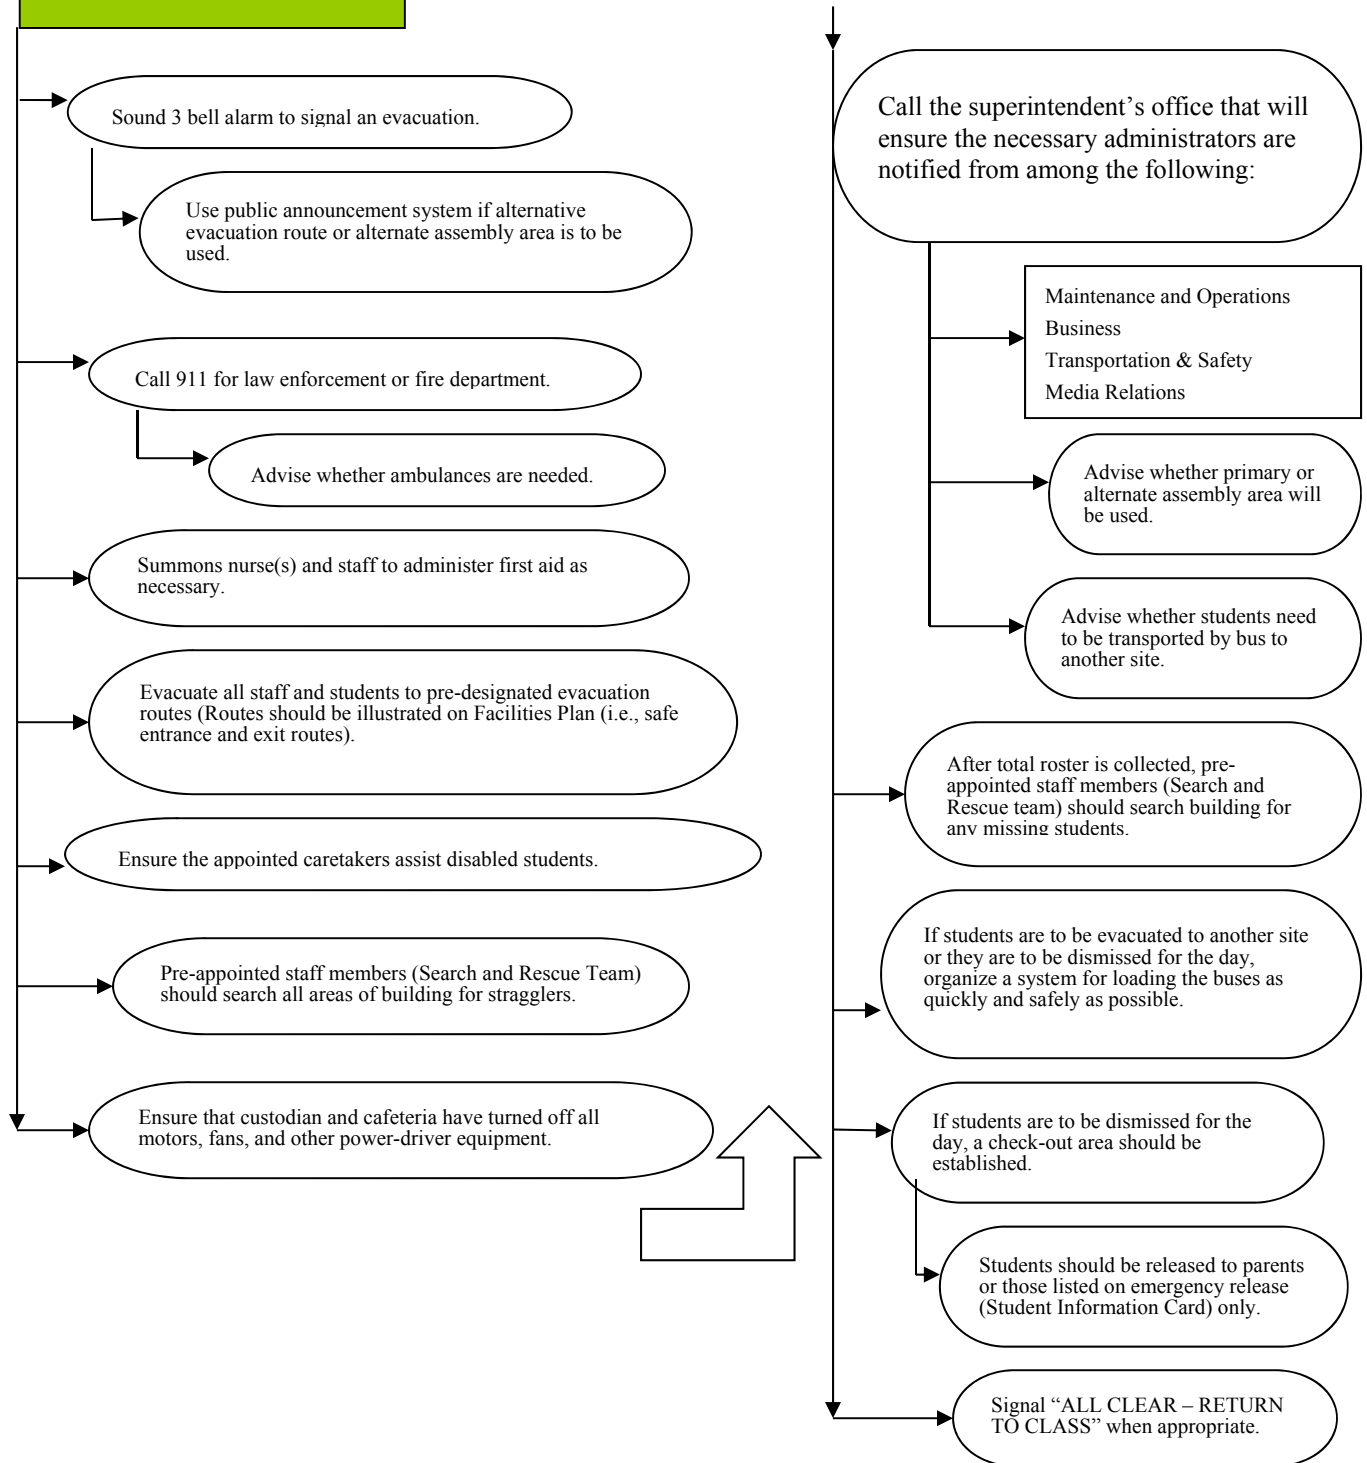 Sound 3 bell alarm to signal an evacuation.
Use public announcement system if alternative
evacuation route or alternate assembly area is to be
used.
Call 911 for law enforcement or fire department.
Advise whether ambulances are needed.
Summons nurse(s) and staff to administer first aid as
necessary.
Evacuate all staff and students to pre-designated evacuation
routes (Routes should be illustrated on Facilities Plan (i.e., safe
entrance and exit routes).
Ensure the appointed caretakers assist disabled students.
Pre-appointed staff members (Search and Rescue Team)
should search all areas of building for stragglers.
Ensure that custodian and cafeteria have turned off all
motors, fans, and other power-driver equipment.
Call the superintendent’s office that will
ensure the necessary administrators are
notified from among the following:
Maintenance and Operations
Business
Transportation & Safety
Media Relations
Advise whether primary or
alternate assembly area will
be used.
Advise whether students need
to be transported by bus to
another site.
After total roster is collected, pre-
appointed staff members (Search and
Rescue team) should search building for
any missing students.
If students are to be evacuated to another site
or they are to be dismissed for the day,
organize a system for loading the buses as
quickly and safely as possible.
If students are to be dismissed for the
day, a check-out area should be
established.
Students should be released to parents
or those listed on emergency release
(Student Information Card) only.
Signal “ALL CLEAR – RETURN
TO CLASS” when appropriate.